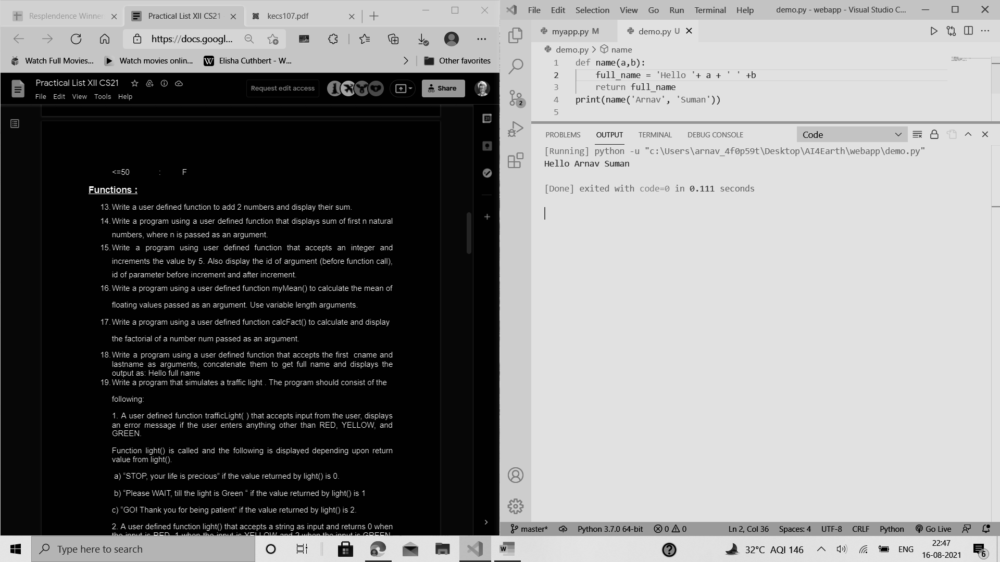 Resplendence Winner
Practical List XII CS21
kecs107.pdf
https://docs.googl...
Watch Full Movies...
Watch movies onlin...
W Elisha Cuthbert - W...
Other favorites
Practical List XII CS21
Request edit access
Share
File Edit View Tools Help
31
<=50 : F
Functions :
13. Write a user defined function to add 2 numbers and display their sum.
14. Write a program using a user defined function that displays sum of first n natural
numbers, where n is passed as an argument.
15. Write a program using user defined function that accepts an integer and
increments the value by 5. Also display the id of argument (before function call),
id of parameter before increment and after increment.
16. Write a program using a user defined function myMean() to calculate the mean of
floating values passed as an argument. Use variable length arguments.
17. Write a program using a user defined function calcFact() to calculate and display
the factorial of a number num passed as an argument.
18. Write a program using a user defined function that accepts the first cname and
lastname as arguments, concatenate them to get full name and displays the
output as: Hello full name
19. Write a program that simulates a traffic light . The program should consist of the
following:
1. A user defined function trafficLight( ) that accepts input from the user, displays
an error message if the user enters anything other than RED, YELLOW, and
GREEN.
Function light() is called and the following is displayed depending upon return
value from light().
a) “STOP, your life is precious” if the value returned by light() is 0.
b) “Please WAIT, till the light is Green “ if the value returned by light() is 1
c) “GO! Thank you for being patient” if the value returned by light() is 2.
2. A user defined function light() that accepts a string as input and returns 0 when
the input is RED, 1 when the input is YELLOW and 2 when the input is GREEN.
File Edit Selection View Go Run Terminal Help demo.py - webapp - Visual Studio C...
myapp.py M
demo.py U
demo.py > name
1 def name(a,b):
2 full_name = 'Hello '+ a + ' ' +b
3 return full_name
4 print(name('Arnav', 'Suman'))
5
2
PROBLEMS OUTPUT TERMINAL DEBUG CONSOLE Code
[Running] python -u "c:\Users\arnav_4f0p59t\Desktop\AI4Earth\webapp\demo.py"
Hello Arnav Suman
[Done] exited with code=0 in 0.111 seconds
master* Python 3.7.0 64-bit 0 0 Ln 2, Col 36 Spaces: 4 UTF-8 CRLF Python Go Live
Type here to search
W
32°C AQI 146
ENG
22:47
16-08-2021
6